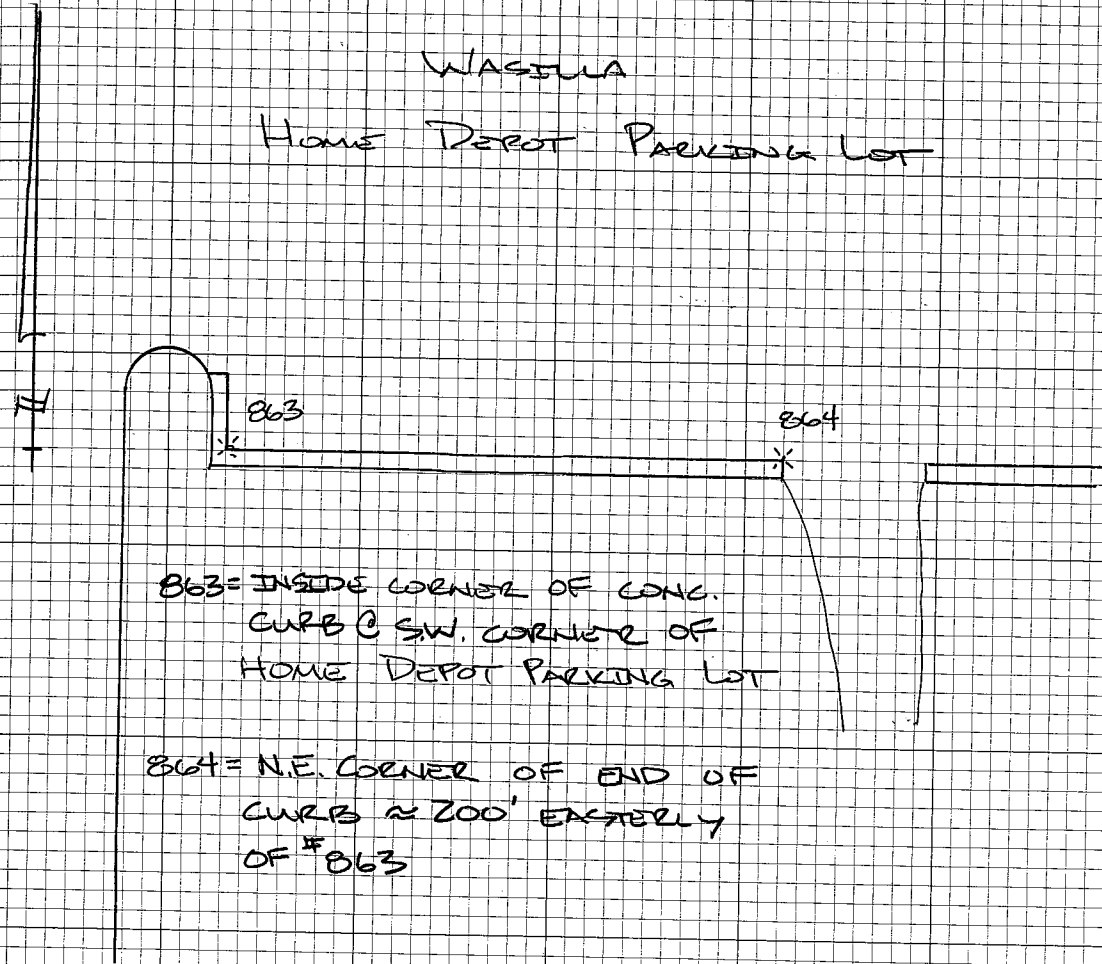 WASILLA
HOME DEPOT PARKING LOT
863
864
863= INSIDE CORNER OF CONC.
CURB @ S.W. CORNER OF
HOME DEPOT PARKING LOT
864= N.E. CORNER OF END OF
CURB ≈ 200' EASTERLY
OF #863